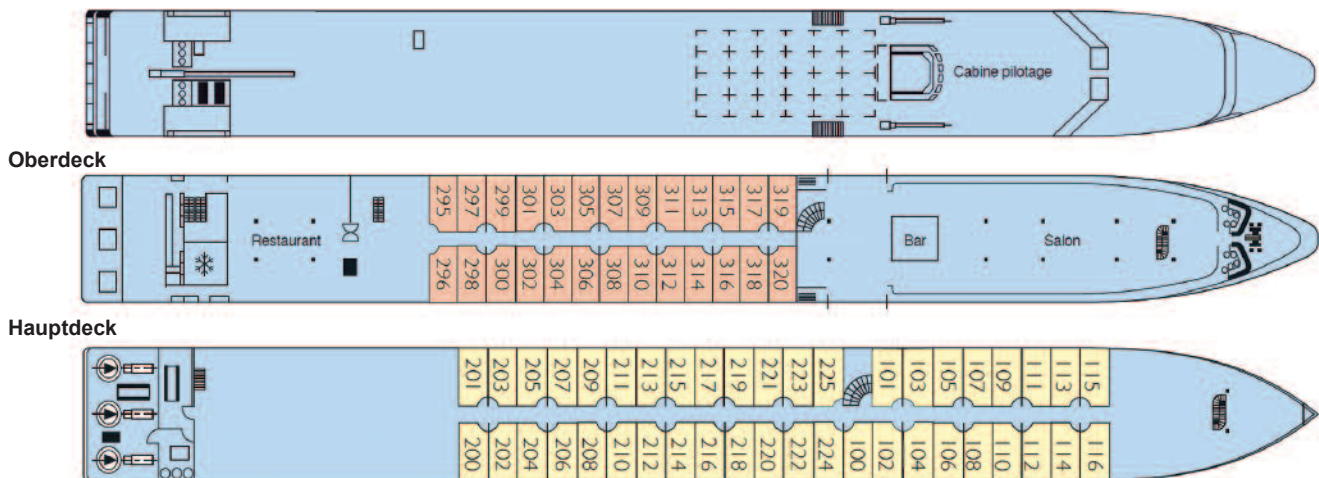 Cabine pilotage
Oberdeck
295 297 299 301 303 305 307 309 311 313 315 317 319
Restaurant Bar Salon
296 298 300 302 304 306 308 310 312 314 316 318 320
Hauptdeck
201 203 205 207 209 211 213 215 217 219 221 223 225 101 103 105 107 109 111 113 115
200 202 204 206 208 210 212 214 216 218 220 222 224 100 102 104 106 108 110 112 114 116